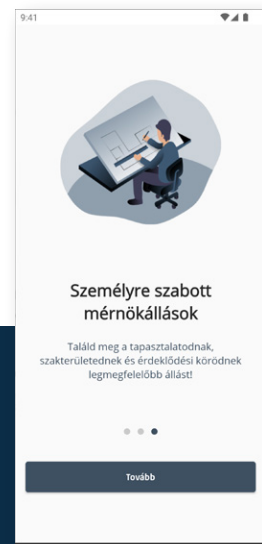 9:41
Személyre szabott
mérnökállások
Találd meg a tapasztalatodnak,
szakterületednek és érdeklődési körödnek
legmegfelelőbb állást!
Tovább